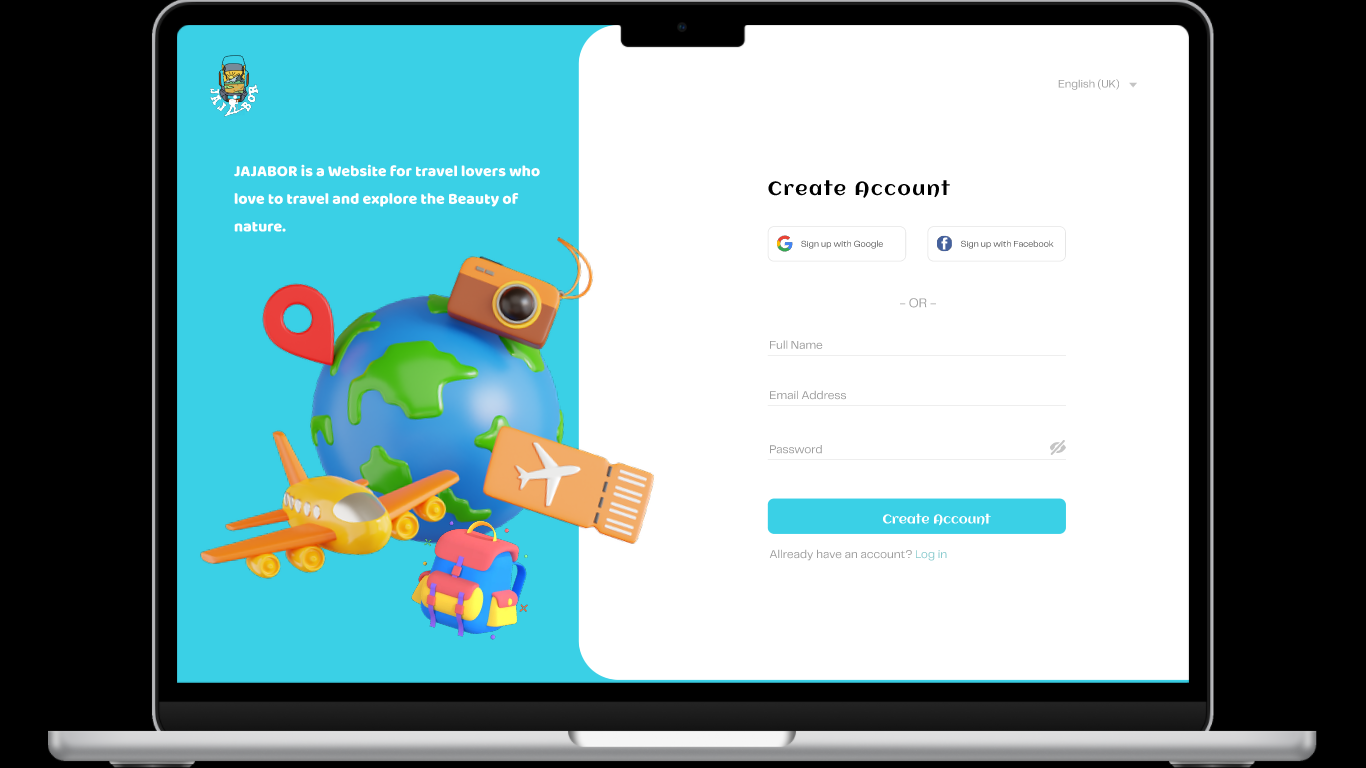 JAJABOR
English (UK)
JAJABOR is a Website for travel lovers who
love to travel and explore the Beauty of
nature.
Create Account
Sign up with Google
Sign up with Facebook
– OR –
Full Name
Email Address
Password
Create Account
Allready have an account? Log in